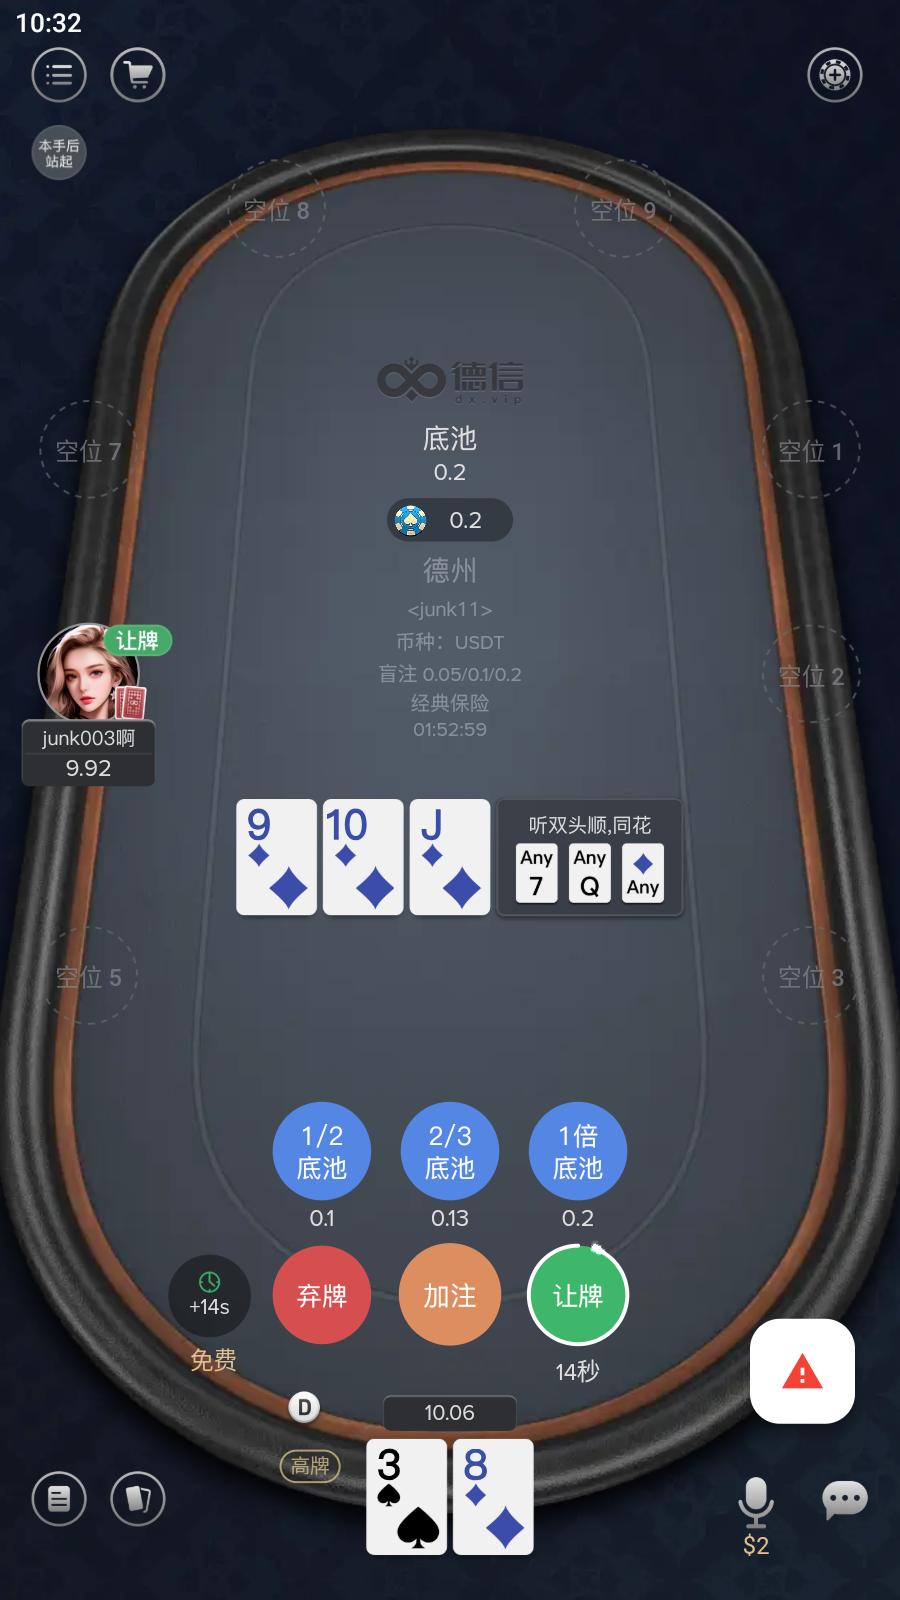 10:32
本手后
站起
空位 8
空位 9
德信
dx.vip
底池
0.2
0.2
空位 7
空位 1
德州
<junk11>
币种：USDT
盲注 0.05/0.1/0.2
经典保险
01:52:59
让牌
空位 2
junk003啊
9.92
9
10
J
听双头顺,同花
Any
7
Any
Q
Any
空位 5
空位 3
1/2
底池
2/3
底池
1倍
底池
0.1
0.13
0.2
+14s
弃牌
加注
让牌
免费
14秒
D
10.06
高牌
3
8
$2